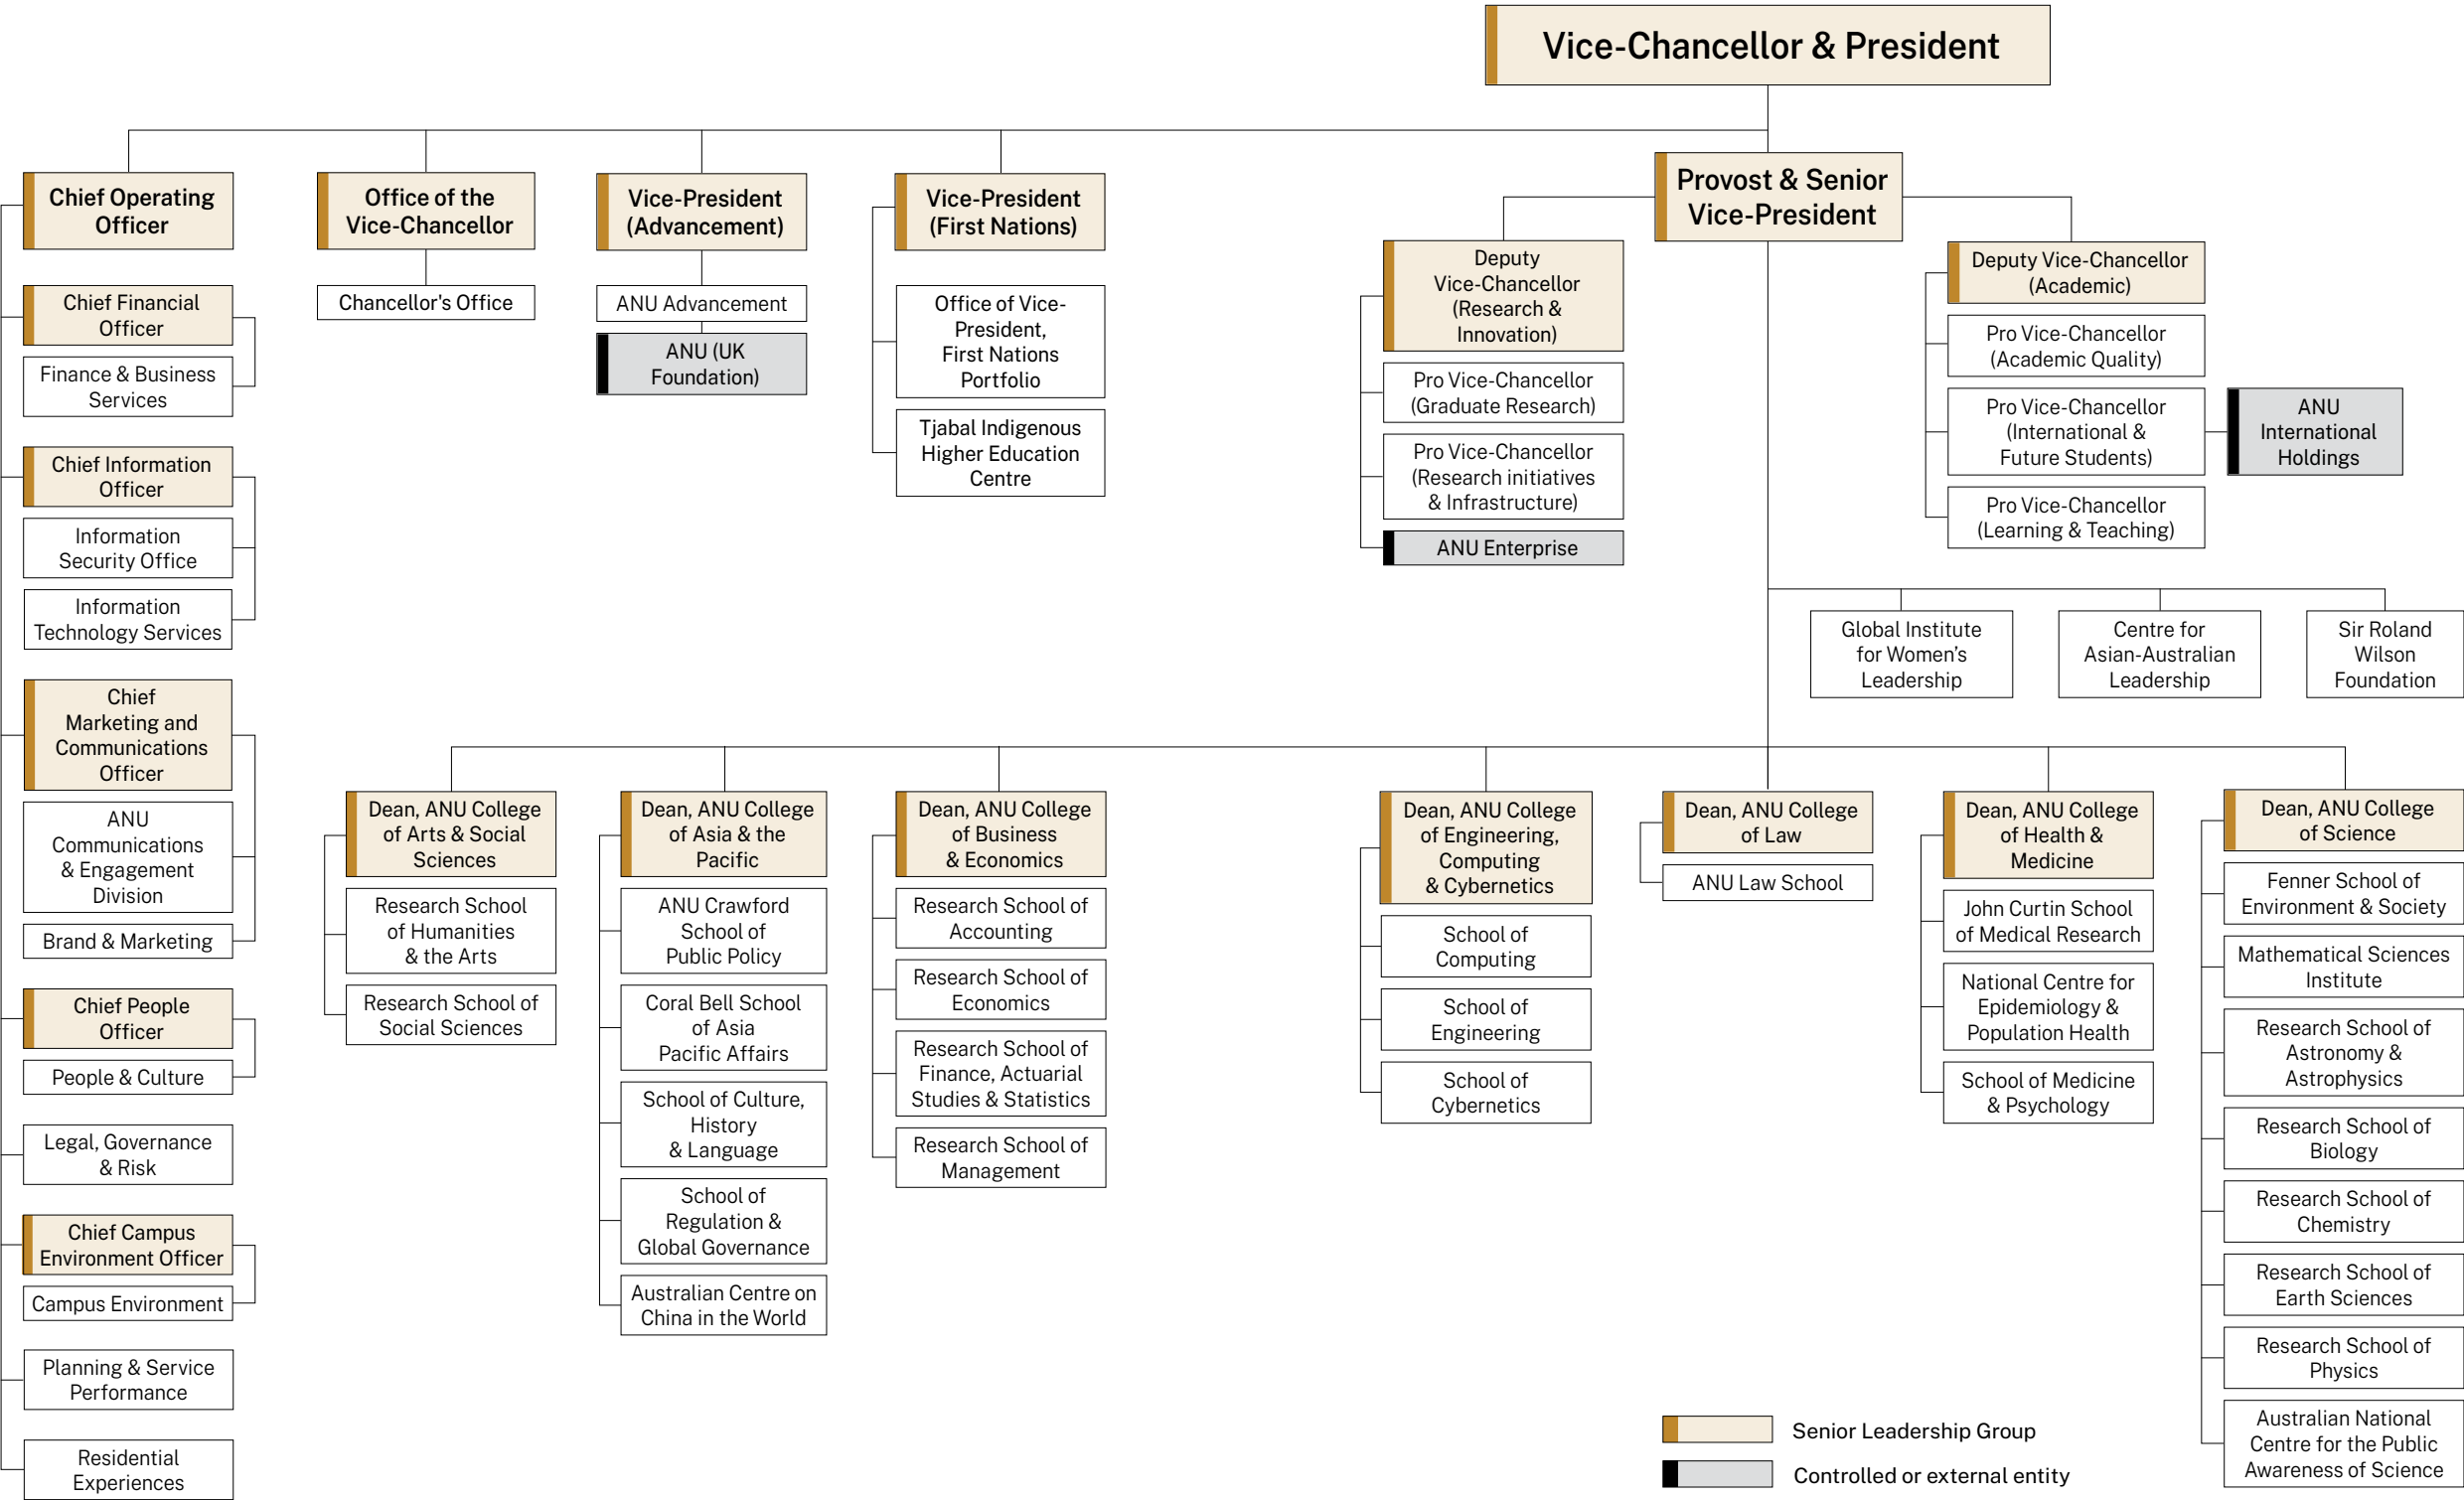 Vice-Chancellor & President
Chief Operating
Officer
Office of the
Vice-Chancellor
Vice-President
(Advancement)
Vice-President
(First Nations)
Provost & Senior
Vice-President
Chief Financial
Officer
Finance & Business
Services
Chief Information
Officer
Information
Security Office
Information
Technology Services
Chief
Marketing and
Communications
Officer
ANU
Communications
& Engagement
Division
Brand & Marketing
Chief People
Officer
People & Culture
Legal, Governance
& Risk
Chief Campus
Environment Officer
Campus Environment
Planning & Service
Performance
Residential
Experiences
Chancellor's Office
ANU Advancement
ANU (UK
Foundation)
Office of Vice-
President,
First Nations
Portfolio
Tjabal Indigenous
Higher Education
Centre
Deputy
Vice-Chancellor
(Research &
Innovation)
Pro Vice-Chancellor
(Graduate Research)
Pro Vice-Chancellor
(Research initiatives
& Infrastructure)
ANU Enterprise
Deputy Vice-Chancellor
(Academic)
Pro Vice-Chancellor
(Academic Quality)
Pro Vice-Chancellor
(International &
Future Students)
ANU
International
Holdings
Pro Vice-Chancellor
(Learning & Teaching)
Global Institute
for Women’s
Leadership
Centre for
Asian-Australian
Leadership
Sir Roland
Wilson
Foundation
Dean, ANU College
of Arts & Social
Sciences
Research School
of Humanities
& the Arts
Research School of
Social Sciences
Dean, ANU College
of Asia & the
Pacific
ANU Crawford
School of
Public Policy
Coral Bell School
of Asia
Pacific Affairs
School of Culture,
History
& Language
School of
Regulation &
Global Governance
Australian Centre on
China in the World
Dean, ANU College
of Business
& Economics
Research School of
Accounting
Research School of
Economics
Research School of
Finance, Actuarial
Studies & Statistics
Research School of
Management
Dean, ANU College
of Engineering,
Computing
& Cybernetics
School of
Computing
School of
Engineering
School of
Cybernetics
Dean, ANU College
of Law
ANU Law School
Dean, ANU College
of Health &
Medicine
John Curtin School
of Medical Research
National Centre for
Epidemiology &
Population Health
School of Medicine
& Psychology
Dean, ANU College
of Science
Fenner School of
Environment & Society
Mathematical Sciences
Institute
Research School of
Astronomy &
Astrophysics
Research School of
Biology
Research School of
Chemistry
Research School of
Earth Sciences
Research School of
Physics
Australian National
Centre for the Public
Awareness of Science
Senior Leadership Group
Controlled or external entity